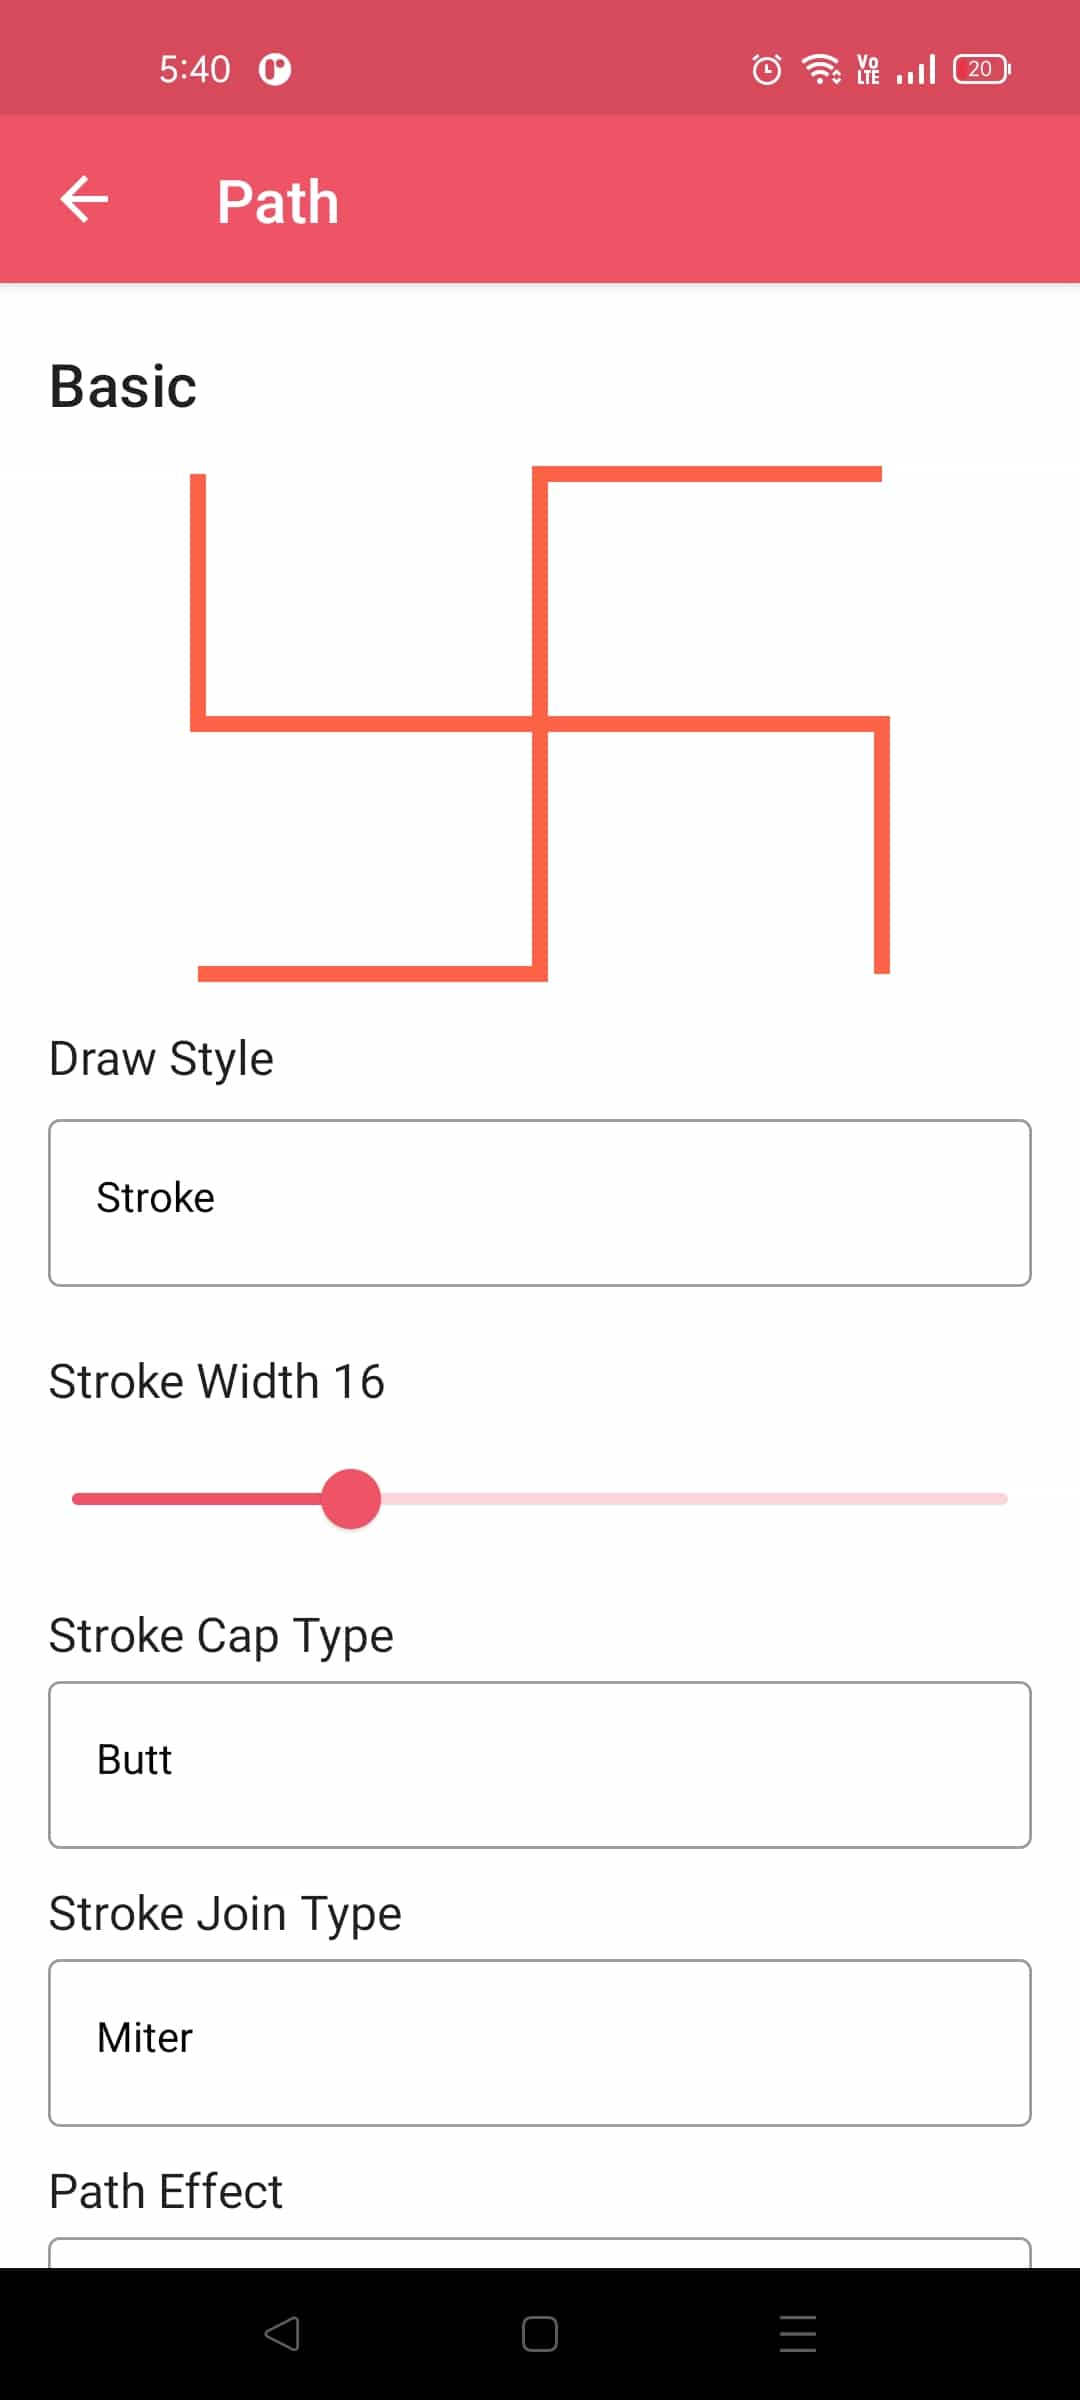 5:40
Vo
LTE
20
Path
Basic
Draw Style
Stroke
Stroke Width 16
Stroke Cap Type
Butt
Stroke Join Type
Miter
Path Effect